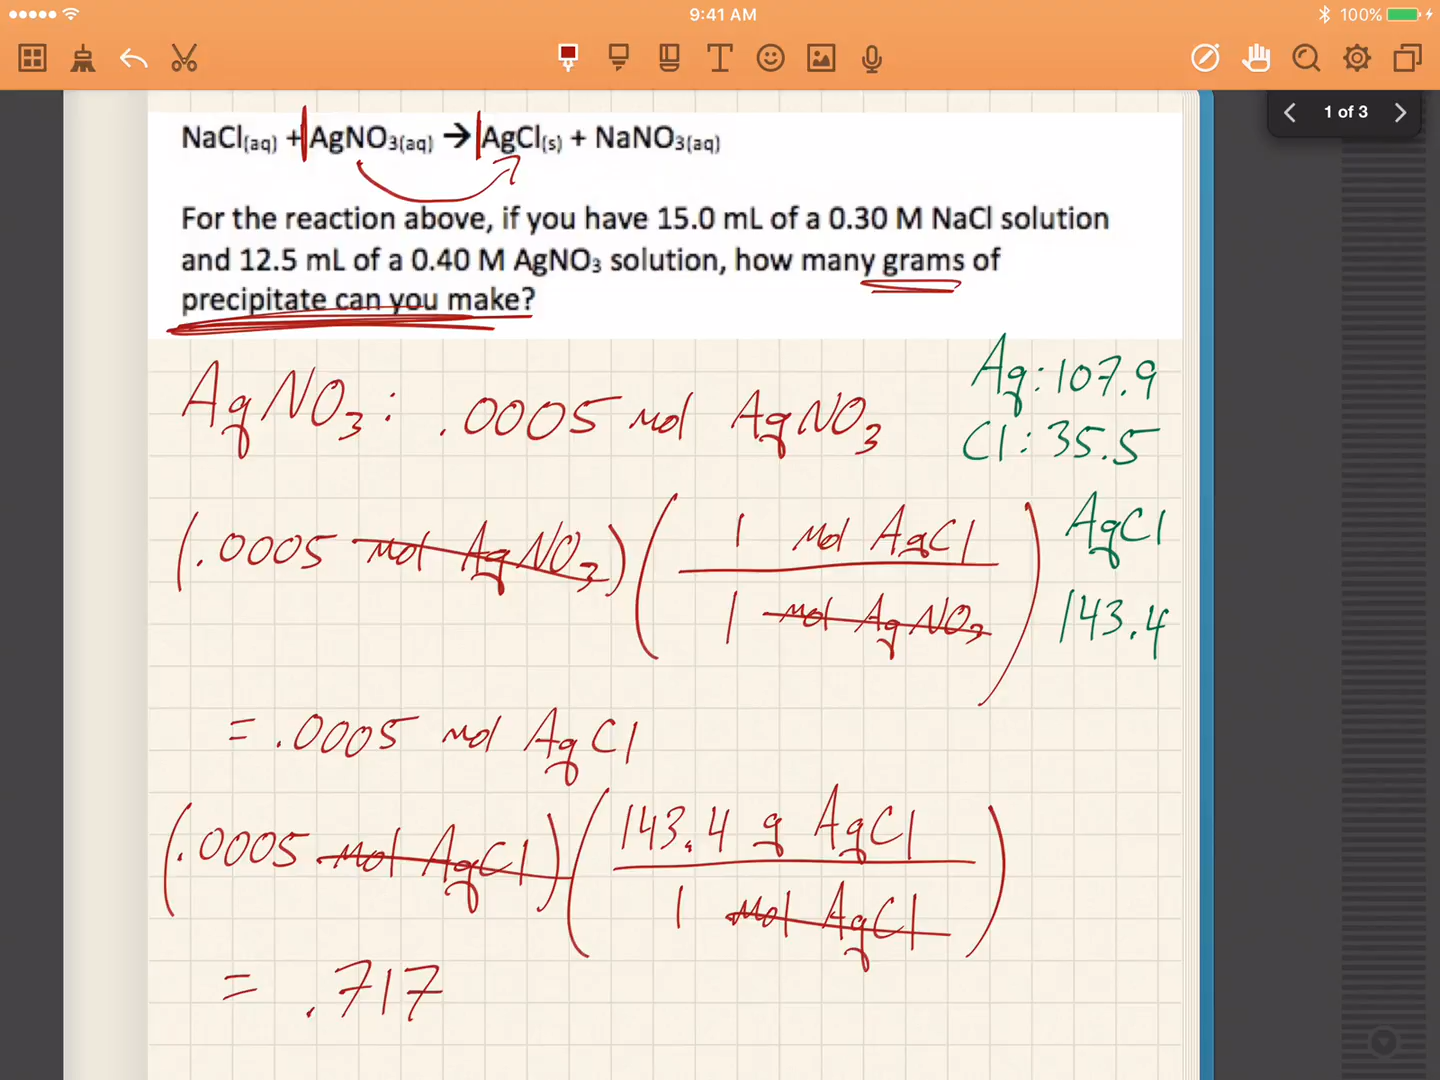 9:41 AM
100%
1 of 3
NaCl(aq) + AgNO3(aq) → AgCl(s) + NaNO3(aq)
For the reaction above, if you have 15.0 mL of a 0.30 M NaCl solution
and 12.5 mL of a 0.40 M AgNO3 solution, how many grams of
precipitate can you make?
AgNO3: .0005 mol AgNO3
Ag: 107.9
Cl: 35.5
(.0005 mol AgNO3)(1 mol AgCl
1 mol AgNO3)
AgCl
143.4
= .0005 mol AgCl
(.0005 mol AgCl)(143.4 g AgCl
1 mol AgCl)
= .717